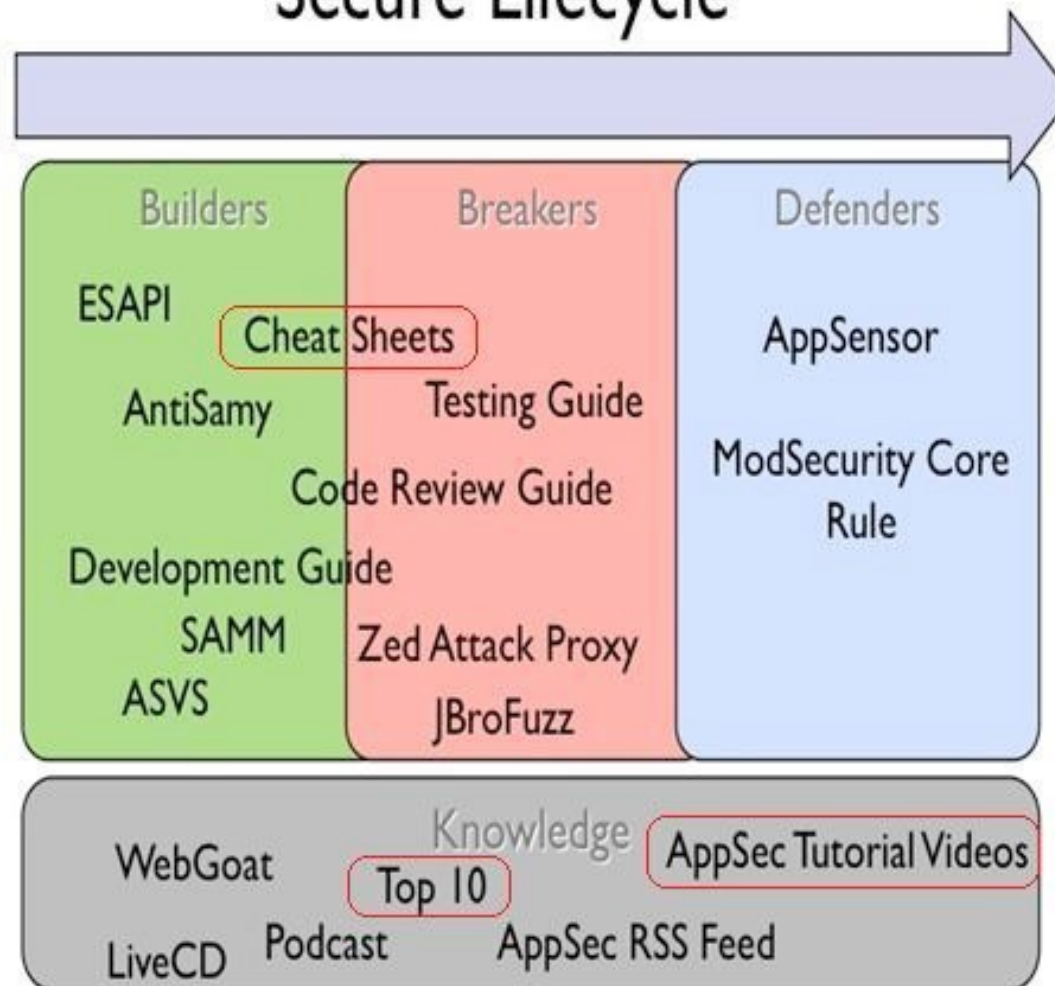 Secure Lifecycle
Builders
ESAPI
Cheat Sheets
AntiSamy
Code Review Guide
Development Guide
SAMM
ASVS
Breakers
Testing Guide
Zed Attack Proxy
JBroFuzz
Defenders
AppSensor
ModSecurity Core
Rule
Knowledge
WebGoat
Top 10
AppSec Tutorial Videos
LiveCD
Podcast
AppSec RSS Feed